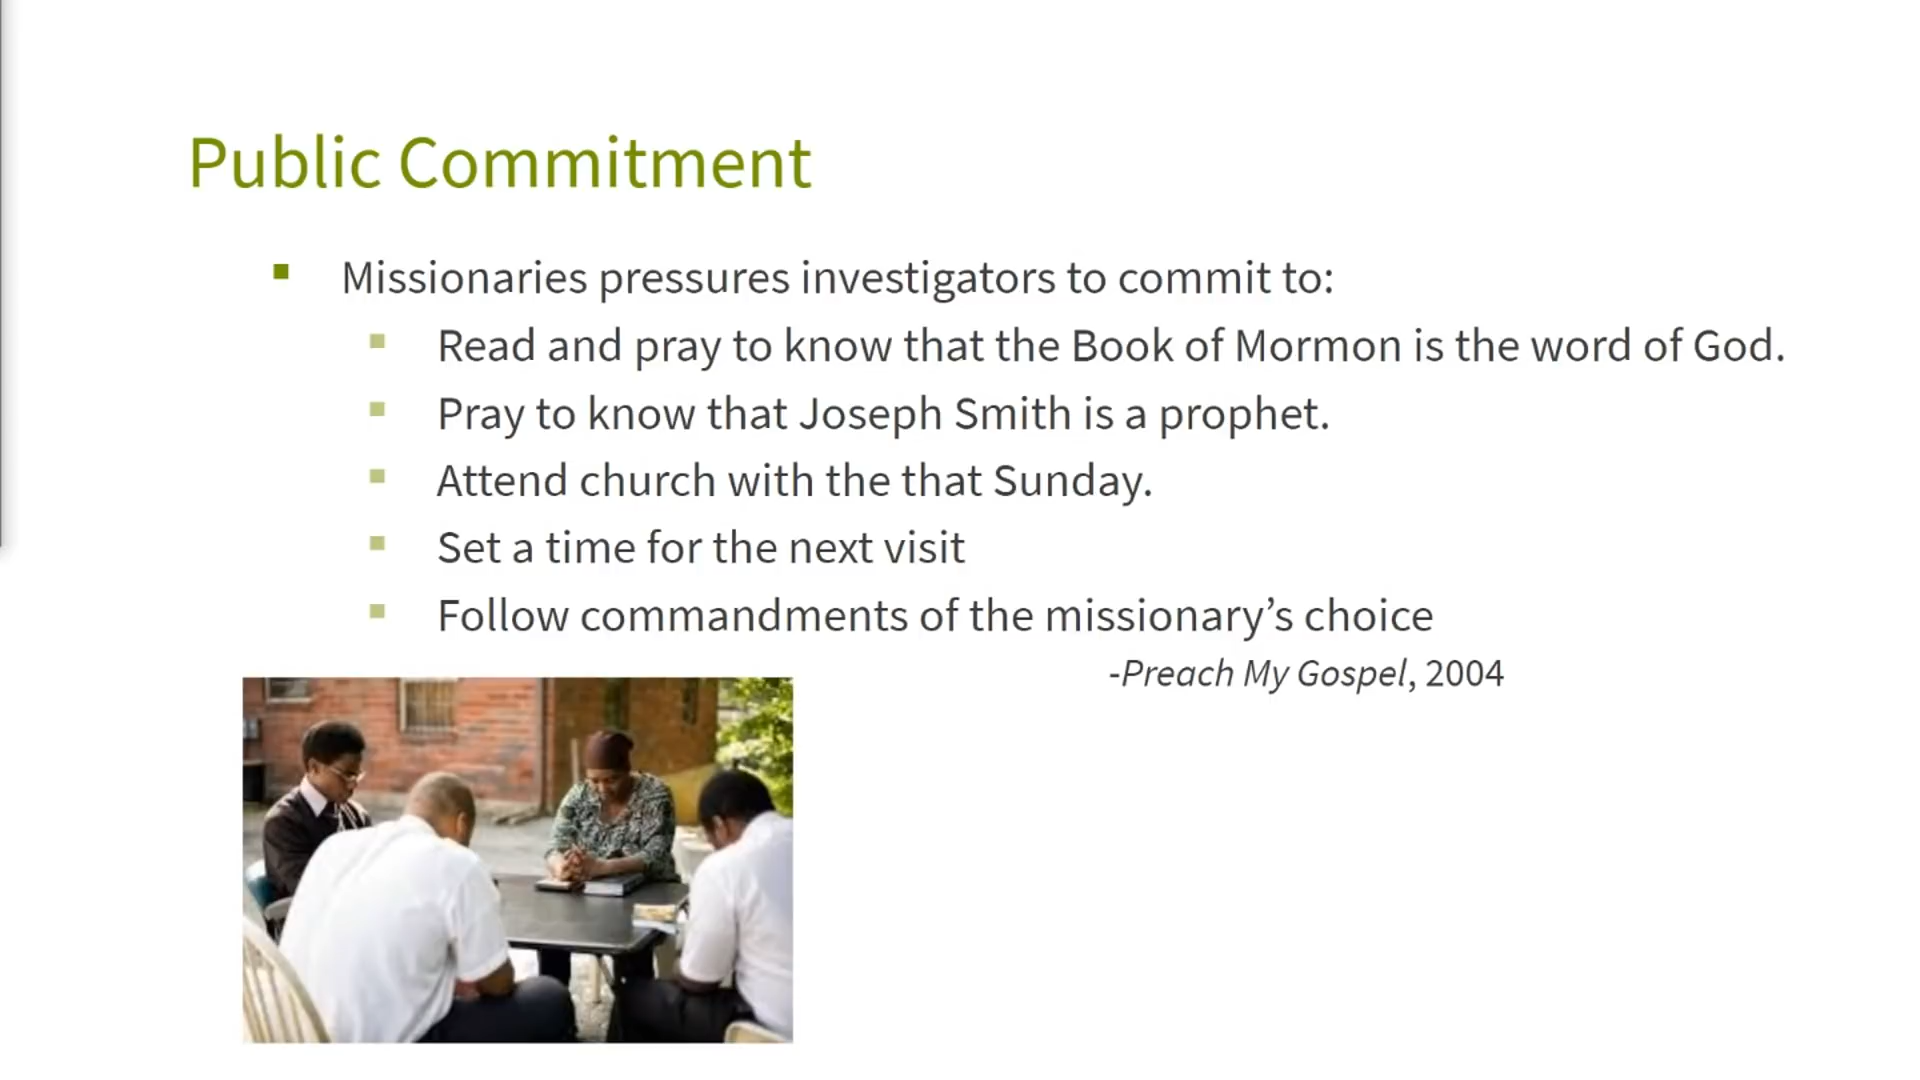 Public Commitment
Missionaries pressures investigators to commit to:
Read and pray to know that the Book of Mormon is the word of God.
Pray to know that Joseph Smith is a prophet.
Attend church with the that Sunday.
Set a time for the next visit
Follow commandments of the missionary’s choice
-Preach My Gospel, 2004